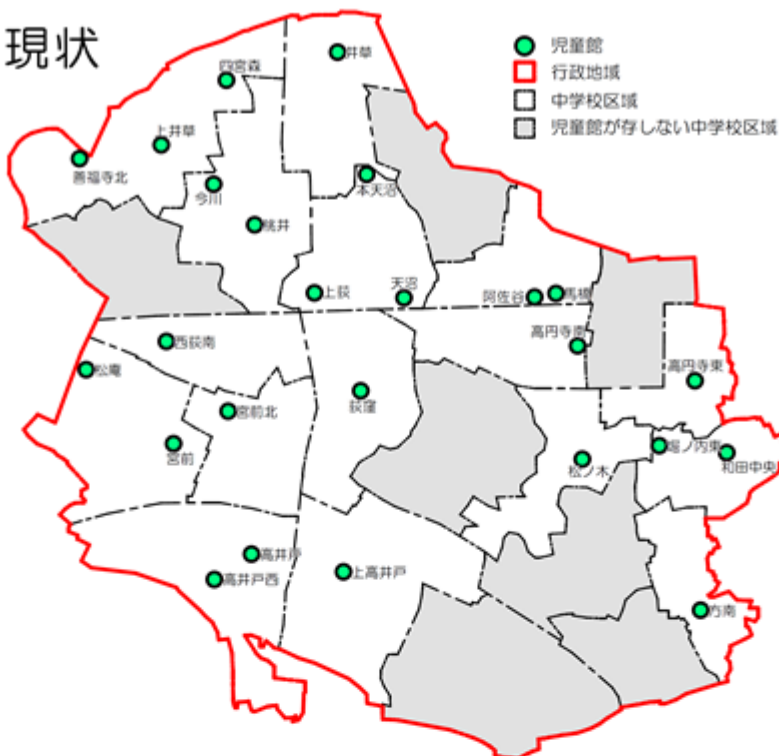 現状
児童館
行政地域
中学校区域
児童館が存しない中学校区域
井草
四宮森
上井草
善福寺北
今川
本天沼
桃井
上荻
天沼
阿佐谷
馬橋
高円寺南
西荻南
松庵
高円寺東
荻窪
宮前北
宮前
松ノ木
堀ノ内東
和田中央
高井戸
高井戸西
上高井戸
方南